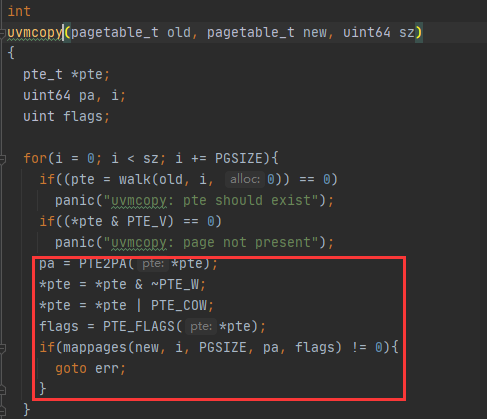 int
uvmcopy(pagetable_t old, pagetable_t new, uint64 sz)
{
  pte_t *pte;
  uint64 pa, i;
  uint flags;

  for(i = 0; i < sz; i += PGSIZE){
    if((pte = walk(old, i, alloc: 0)) == 0)
      panic("uvmcopy: pte should exist");
    if((*pte & PTE_V) == 0)
      panic("uvmcopy: page not present");
    pa = PTE2PA( pte: *pte);
    *pte = *pte & ~PTE_W;
    *pte = *pte | PTE_COW;
    flags = PTE_FLAGS( pte: *pte);
    if(mappages(new, i, PGSIZE, pa, flags) != 0){
      goto err;
    }
  }